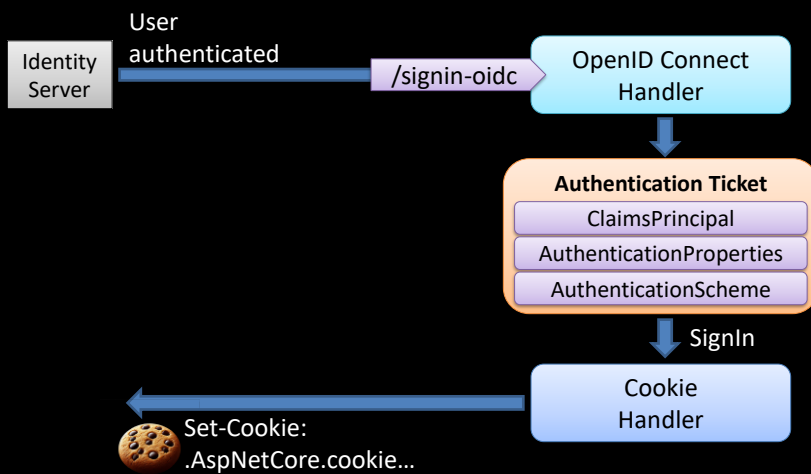 User
authenticated
Identity
Server
/signin-oidc
OpenID Connect
Handler
Authentication Ticket
ClaimsPrincipal
AuthenticationProperties
AuthenticationScheme
SignIn
Cookie
Handler
Set-Cookie:
.AspNetCore.cookie...